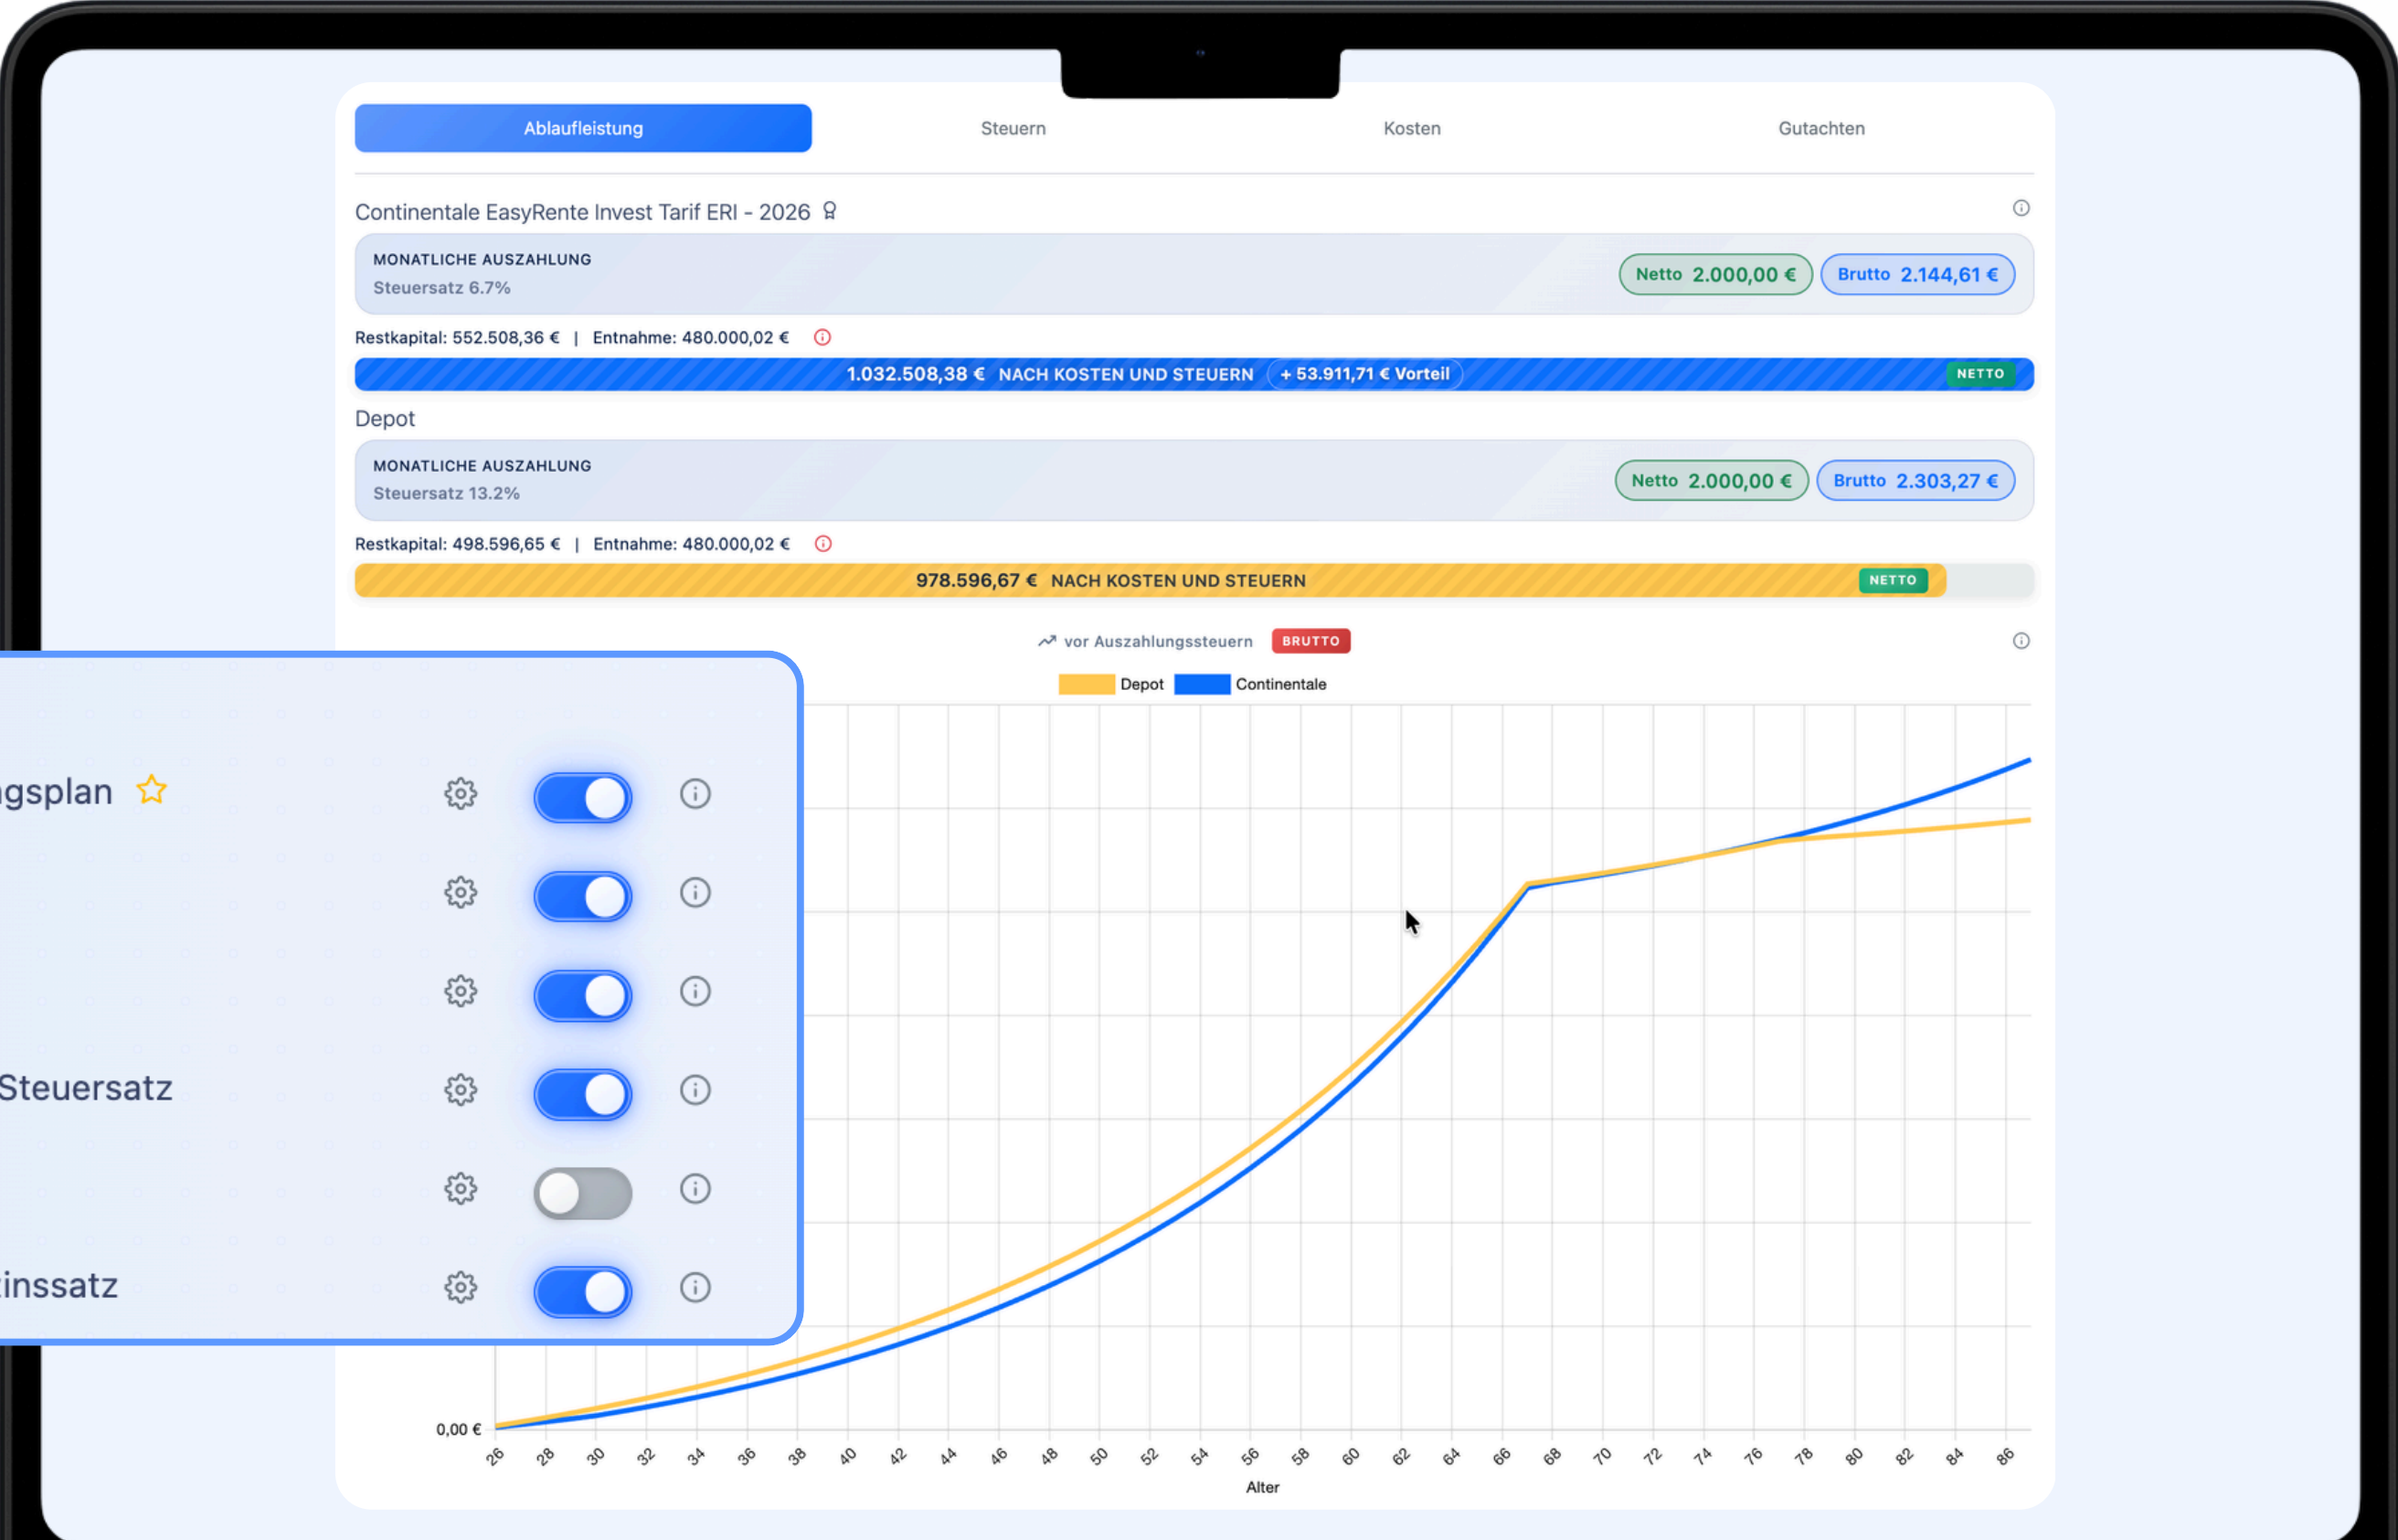 Ablaufleistung Steuern Kosten Gutachten
Continentale EasyRente Invest Tarif ERI - 2026
MONATLICHE AUSZAHLUNG
Steuersatz 6.7%
Netto 2.000,00 € Brutto 2.144,61 €
Restkapital: 552.508,36 € | Entnahme: 480.000,02 €
1.032.508,38 € NACH KOSTEN UND STEUERN + 53.911,71 € Vorteil NETTO
Depot
MONATLICHE AUSZAHLUNG
Steuersatz 13.2%
Netto 2.000,00 € Brutto 2.303,27 €
Restkapital: 498.596,65 € | Entnahme: 480.000,02 €
978.596,67 € NACH KOSTEN UND STEUERN NETTO
vor Auszahlungssteuern BRUTTO
Depot Continentale
gsplan
Steuersatz
inssatz
0,00 €
26 28 30 32 34 36 38 40 42 44 46 48 50 52 54 56 58 60 62 64 66 68 70 72 74 76 78 80 82 84 86
Alter